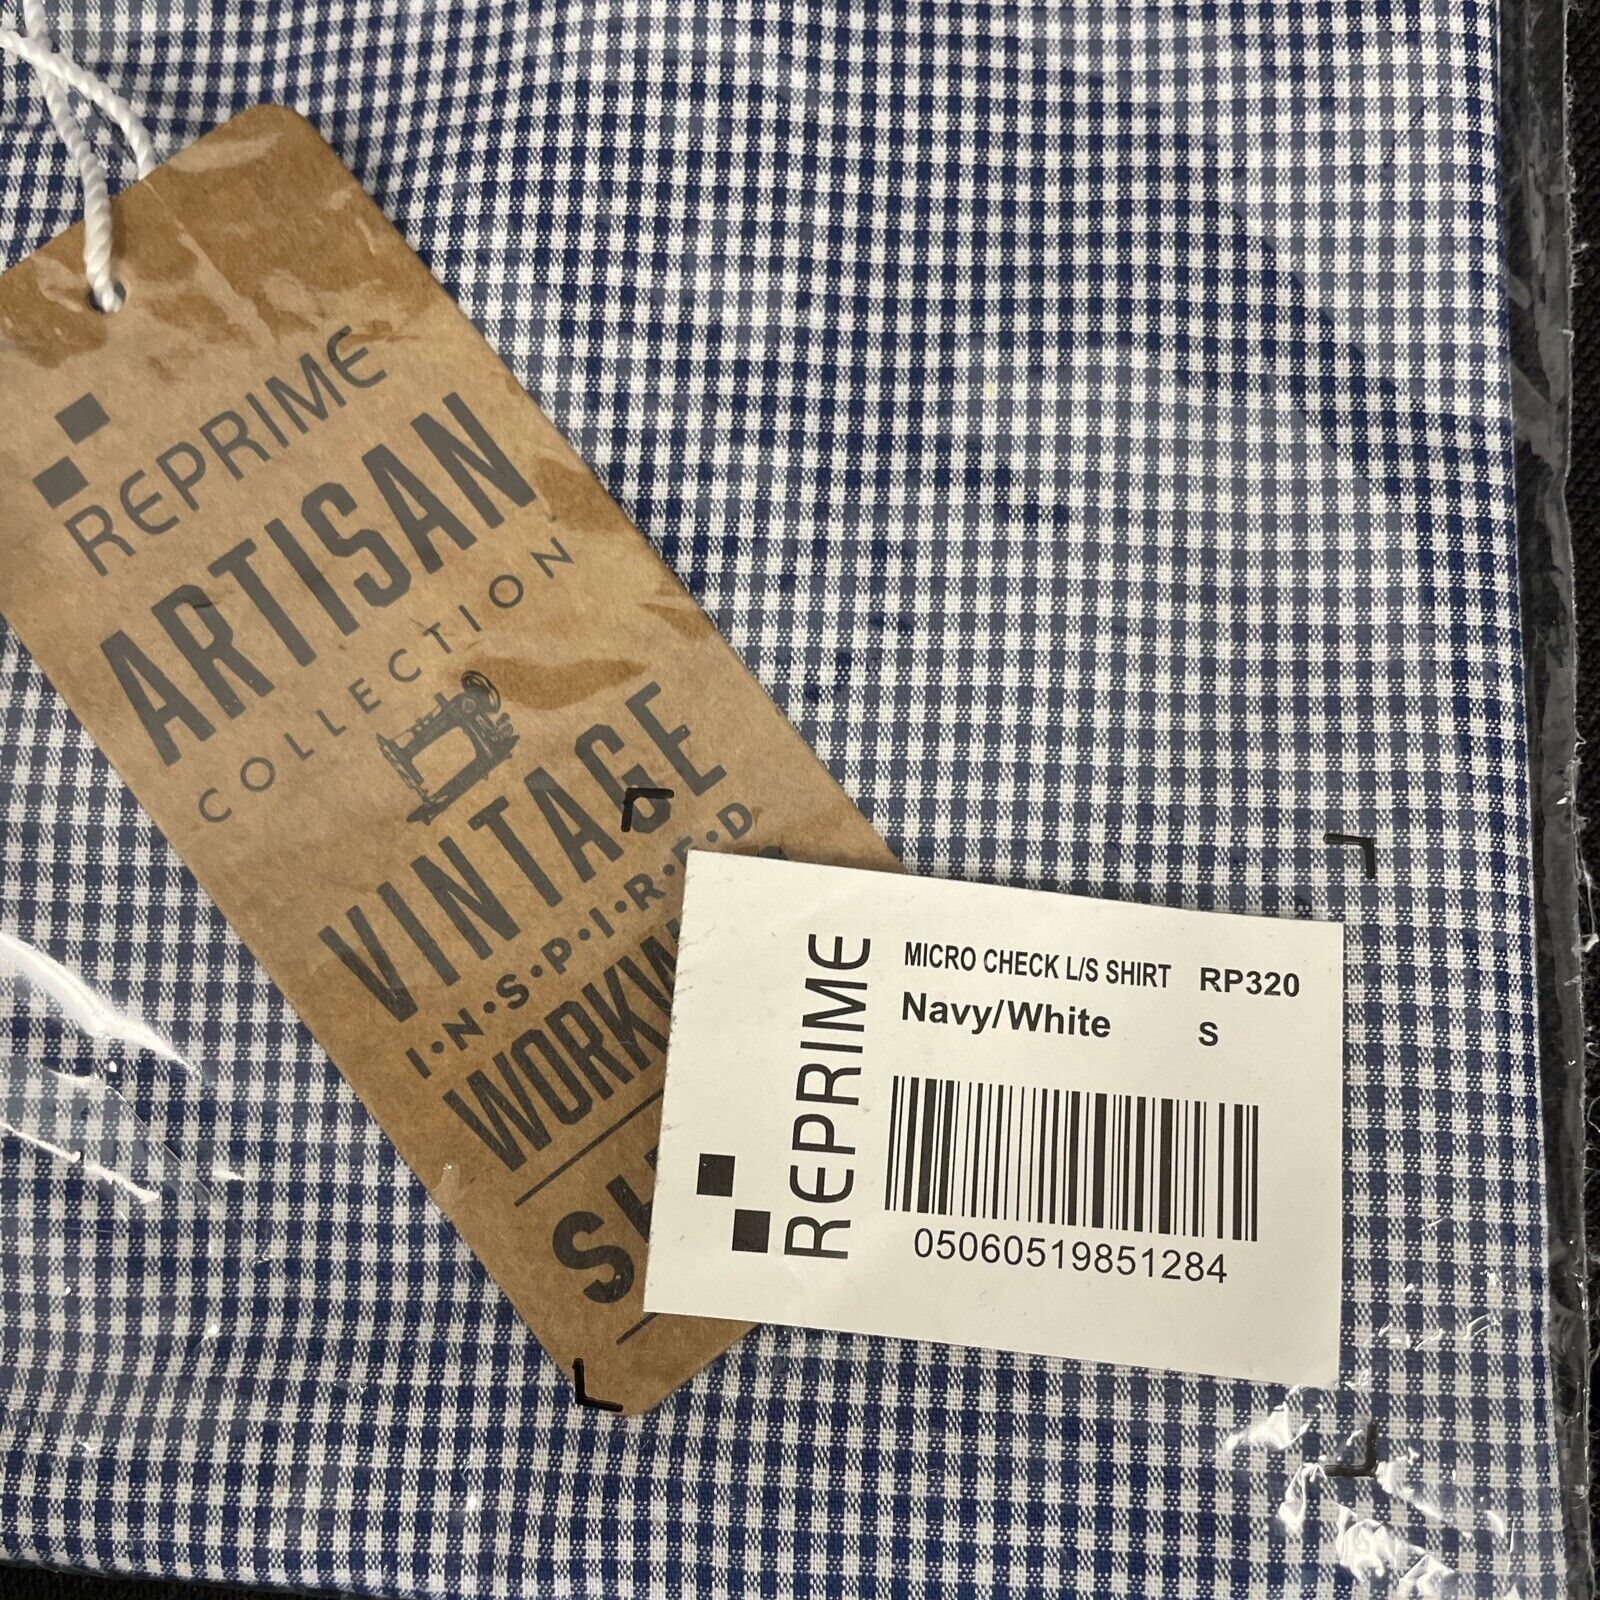 REPRIME
ARTISAN
COLLECTION
VINTAGE
I·N·S·P·I·R·E·D
REPRIME
MICRO CHECK L/S SHIRT RP320
Navy/White S
05060519851284